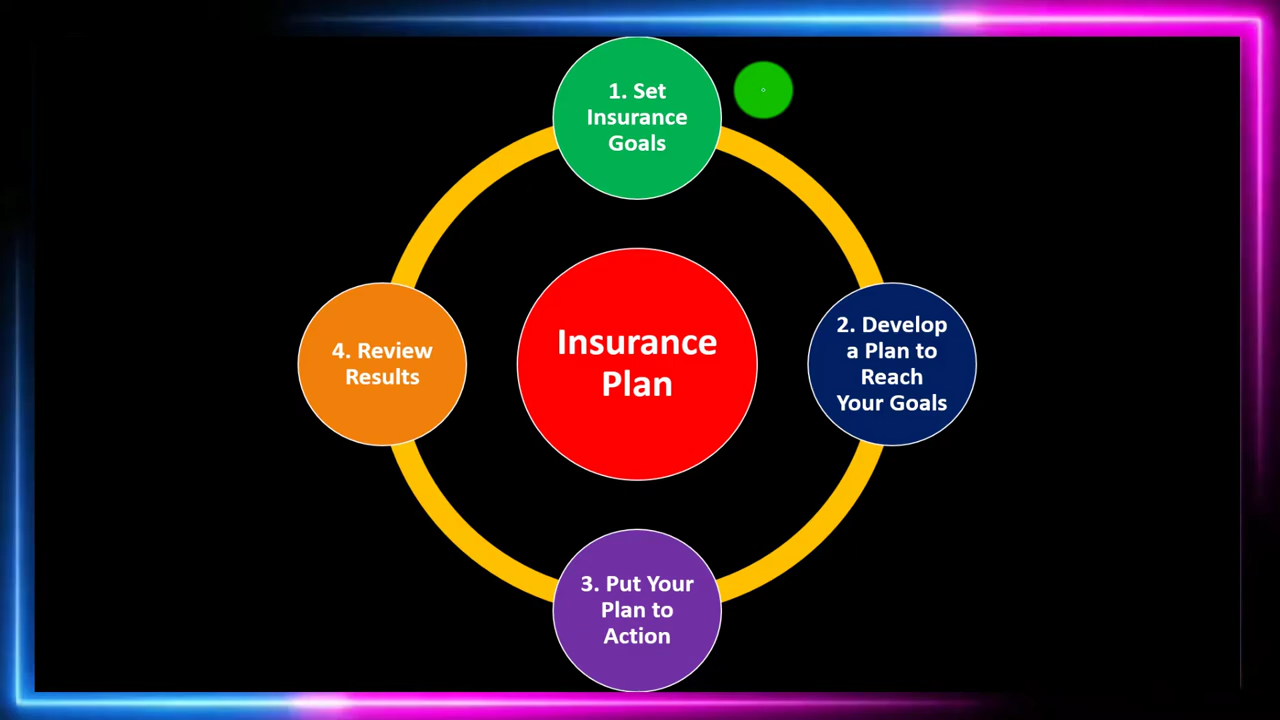 1. Set
Insurance
Goals
Insurance
Plan
2. Develop
a Plan to
Reach
Your Goals
3. Put Your
Plan to
Action
4. Review
Results